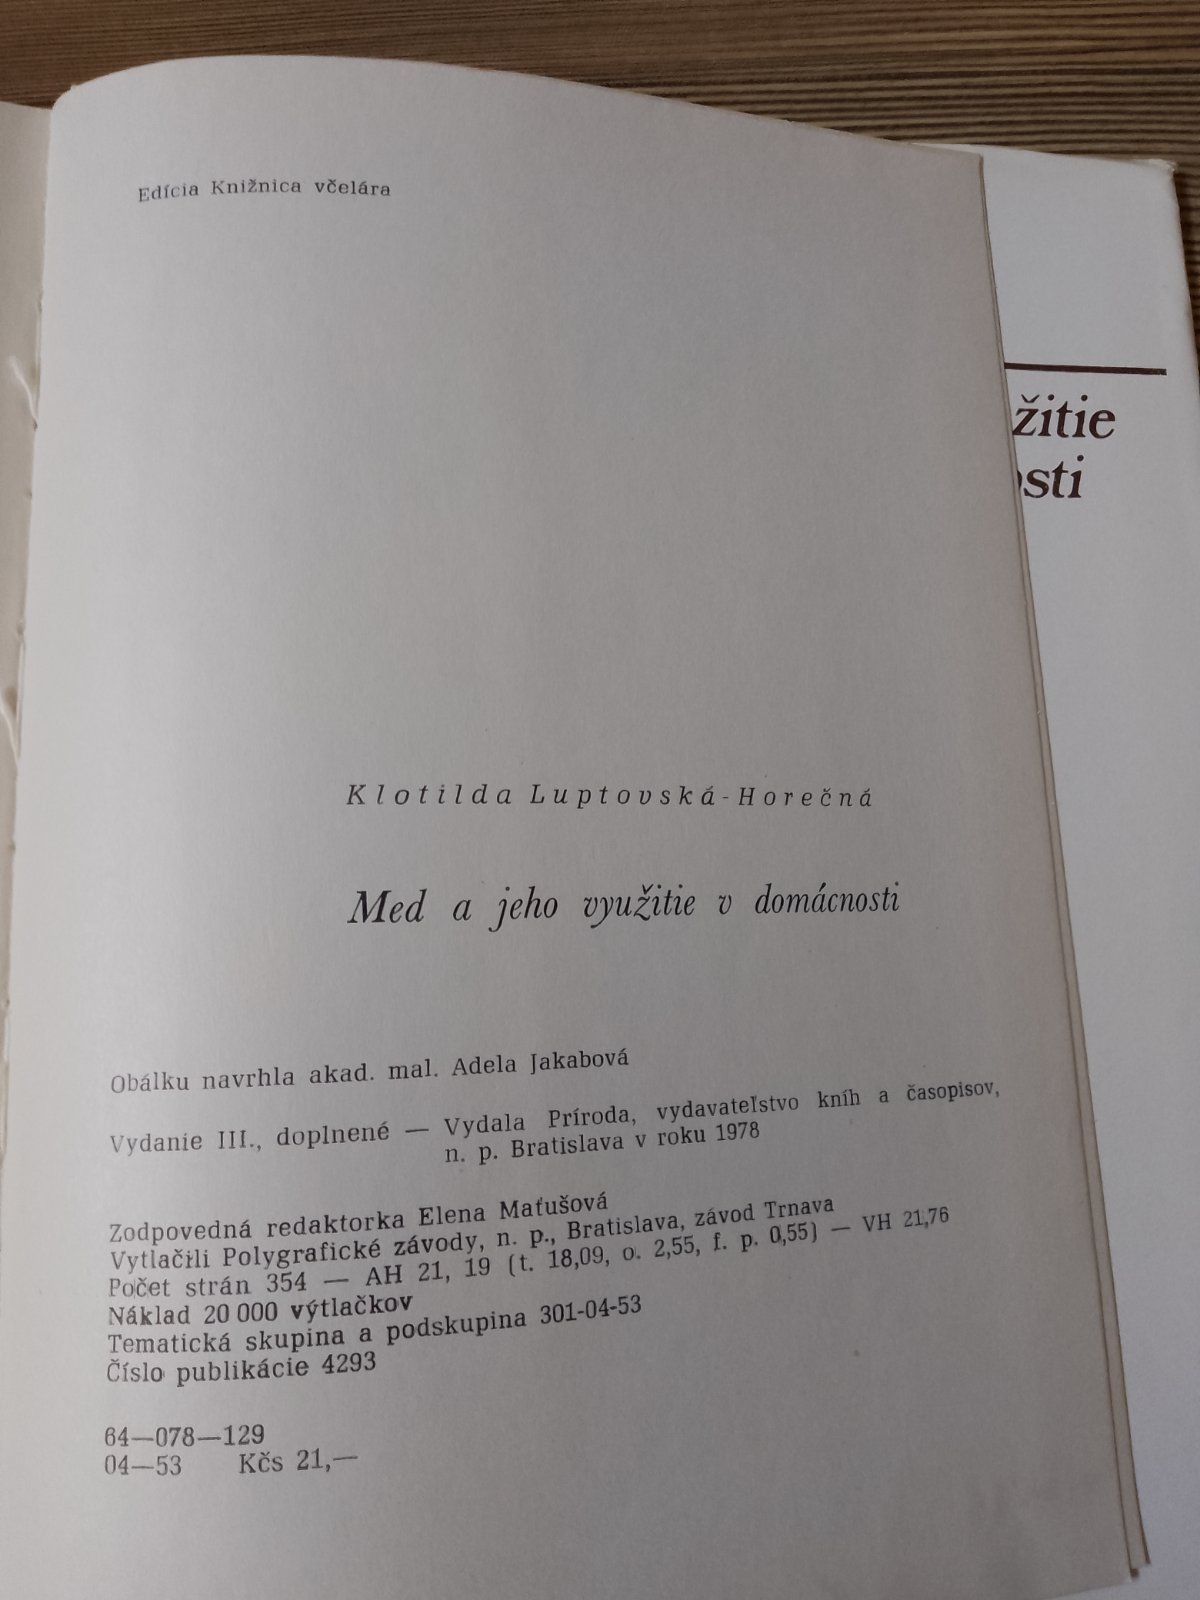 Edícia Knižnica včelára
žitie
osti
Klotilda Luptovská-Horečná
Med a jeho využitie v domácnosti
Obálku navrhla akad. mal. Adela Jakabová
Vydanie III., doplnené — Vydala Príroda, vydavateľstvo kníh a časopisov,
n. p. Bratislava v roku 1978
Zodpovedná redaktorka Elena Maťušová
Vytlačili Polygrafické závody, n. p., Bratislava, závod Trnava
Počet strán 354 — AH 21, 19 (t. 18,09, o. 2,55, f. p. 0,55) — VH 21,76
Náklad 20 000 výtlačkov
Tematická skupina a podskupina 301-04-53
Číslo publikácie 4293
64—078—129
04—53 Kčs 21,—